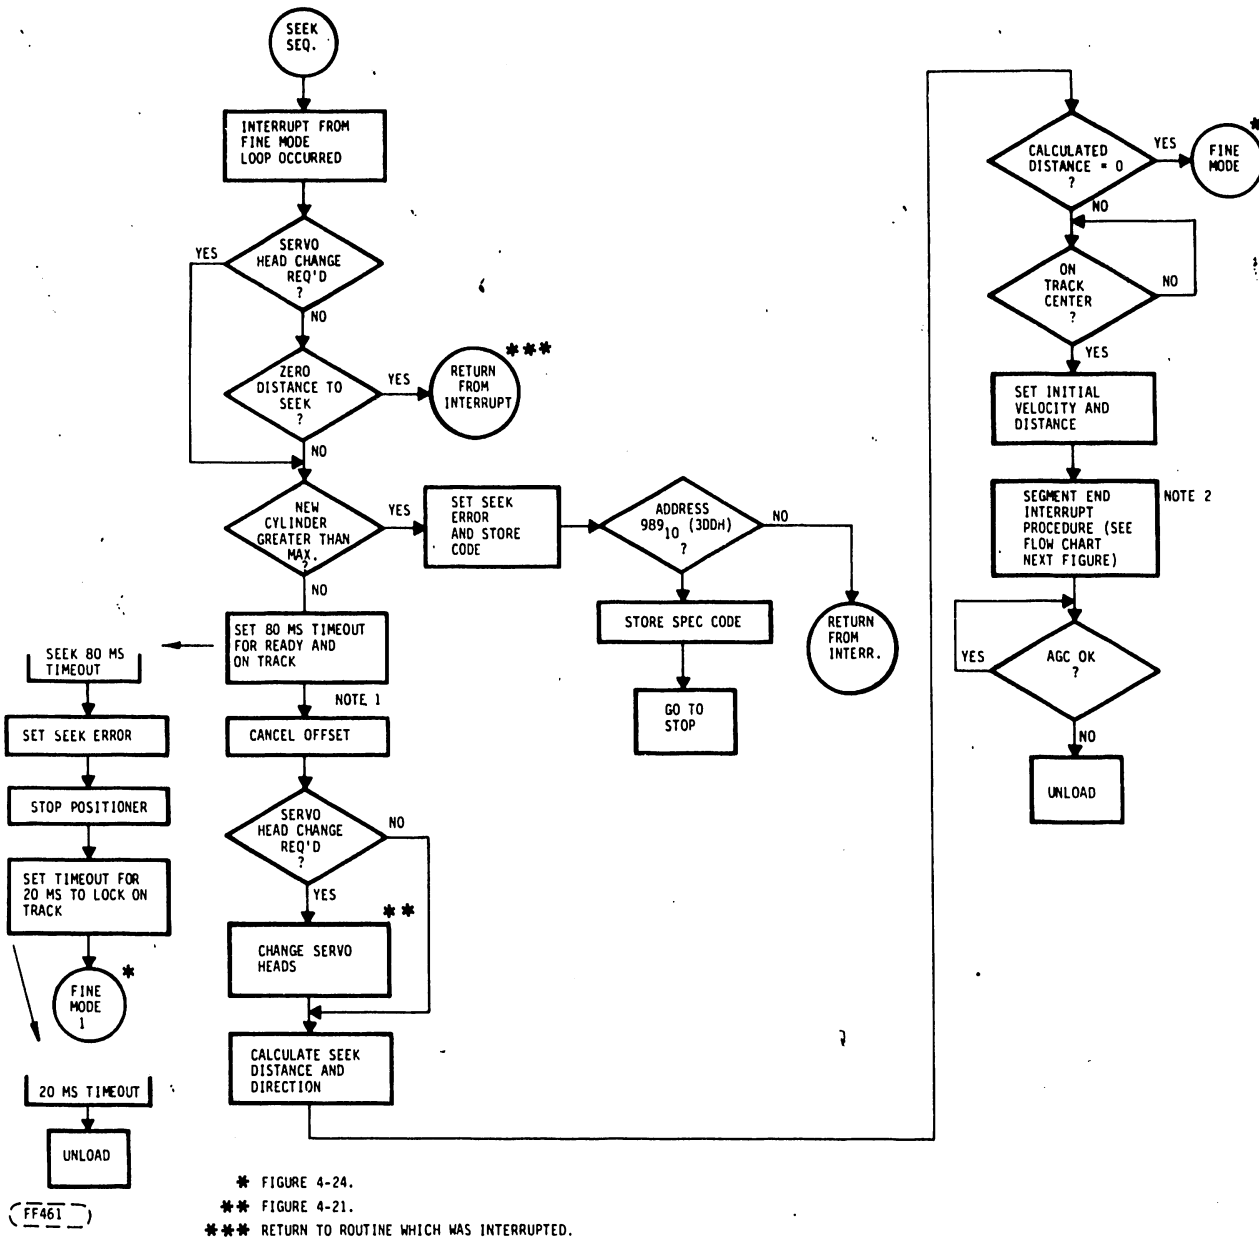 SEEK
SEQ.
INTERRUPT FROM
FINE MODE
LOOP OCCURRED
SERVO
HEAD CHANGE
REQ'D
?
YES
NO
ZERO
DISTANCE TO
SEEK
?
YES
NO
RETURN
FROM
INTERRUPT
***
NEW
CYLINDER
GREATER THAN
MAX.
?
YES
NO
SET SEEK
ERROR
AND STORE
CODE
ADDRESS
989₁₀ (3DDH)
?
NO
STORE SPEC CODE
GO TO
STOP
RETURN
FROM
INTERR.
SET 80 MS TIMEOUT
FOR READY AND
ON TRACK
NOTE 1
SEEK 80 MS
TIMEOUT
SET SEEK ERROR
STOP POSITIONER
SET TIMEOUT FOR
20 MS TO LOCK ON
TRACK
FINE
MODE
1
*
20 MS TIMEOUT
UNLOAD
CANCEL OFFSET
SERVO
HEAD CHANGE
REQ'D
?
NO
YES
**
CHANGE SERVO
HEADS
CALCULATE SEEK
DISTANCE AND
DIRECTION
CALCULATED
DISTANCE = 0
?
YES
NO
FINE
MODE
*
ON
TRACK
CENTER
?
NO
YES
SET INITIAL
VELOCITY AND
DISTANCE
SEGMENT END
INTERRUPT
PROCEDURE (SEE
FLOW CHART
NEXT FIGURE)
NOTE 2
AGC OK
?
YES
NO
UNLOAD
* FIGURE 4-24.
** FIGURE 4-21.
*** RETURN TO ROUTINE WHICH WAS INTERRUPTED.
FF461